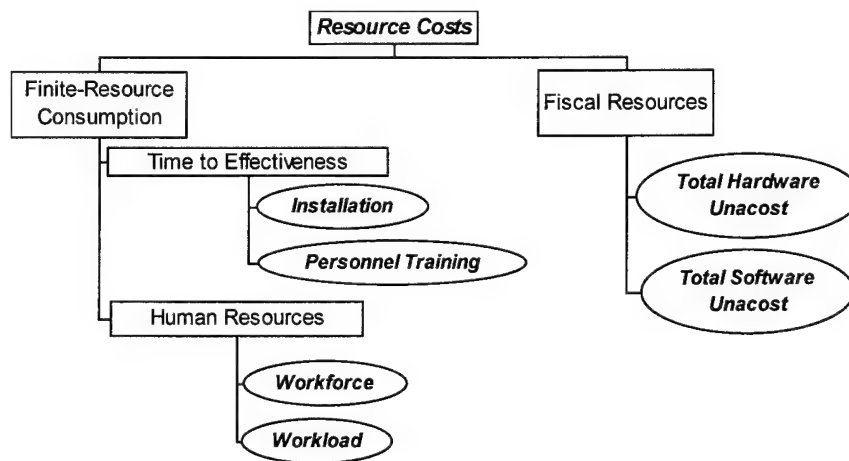 Resource Costs
Finite-Resource
Consumption
Fiscal Resources
Time to Effectiveness
Installation
Personnel Training
Total Hardware
Unacost
Total Software
Unacost
Human Resources
Workforce
Workload